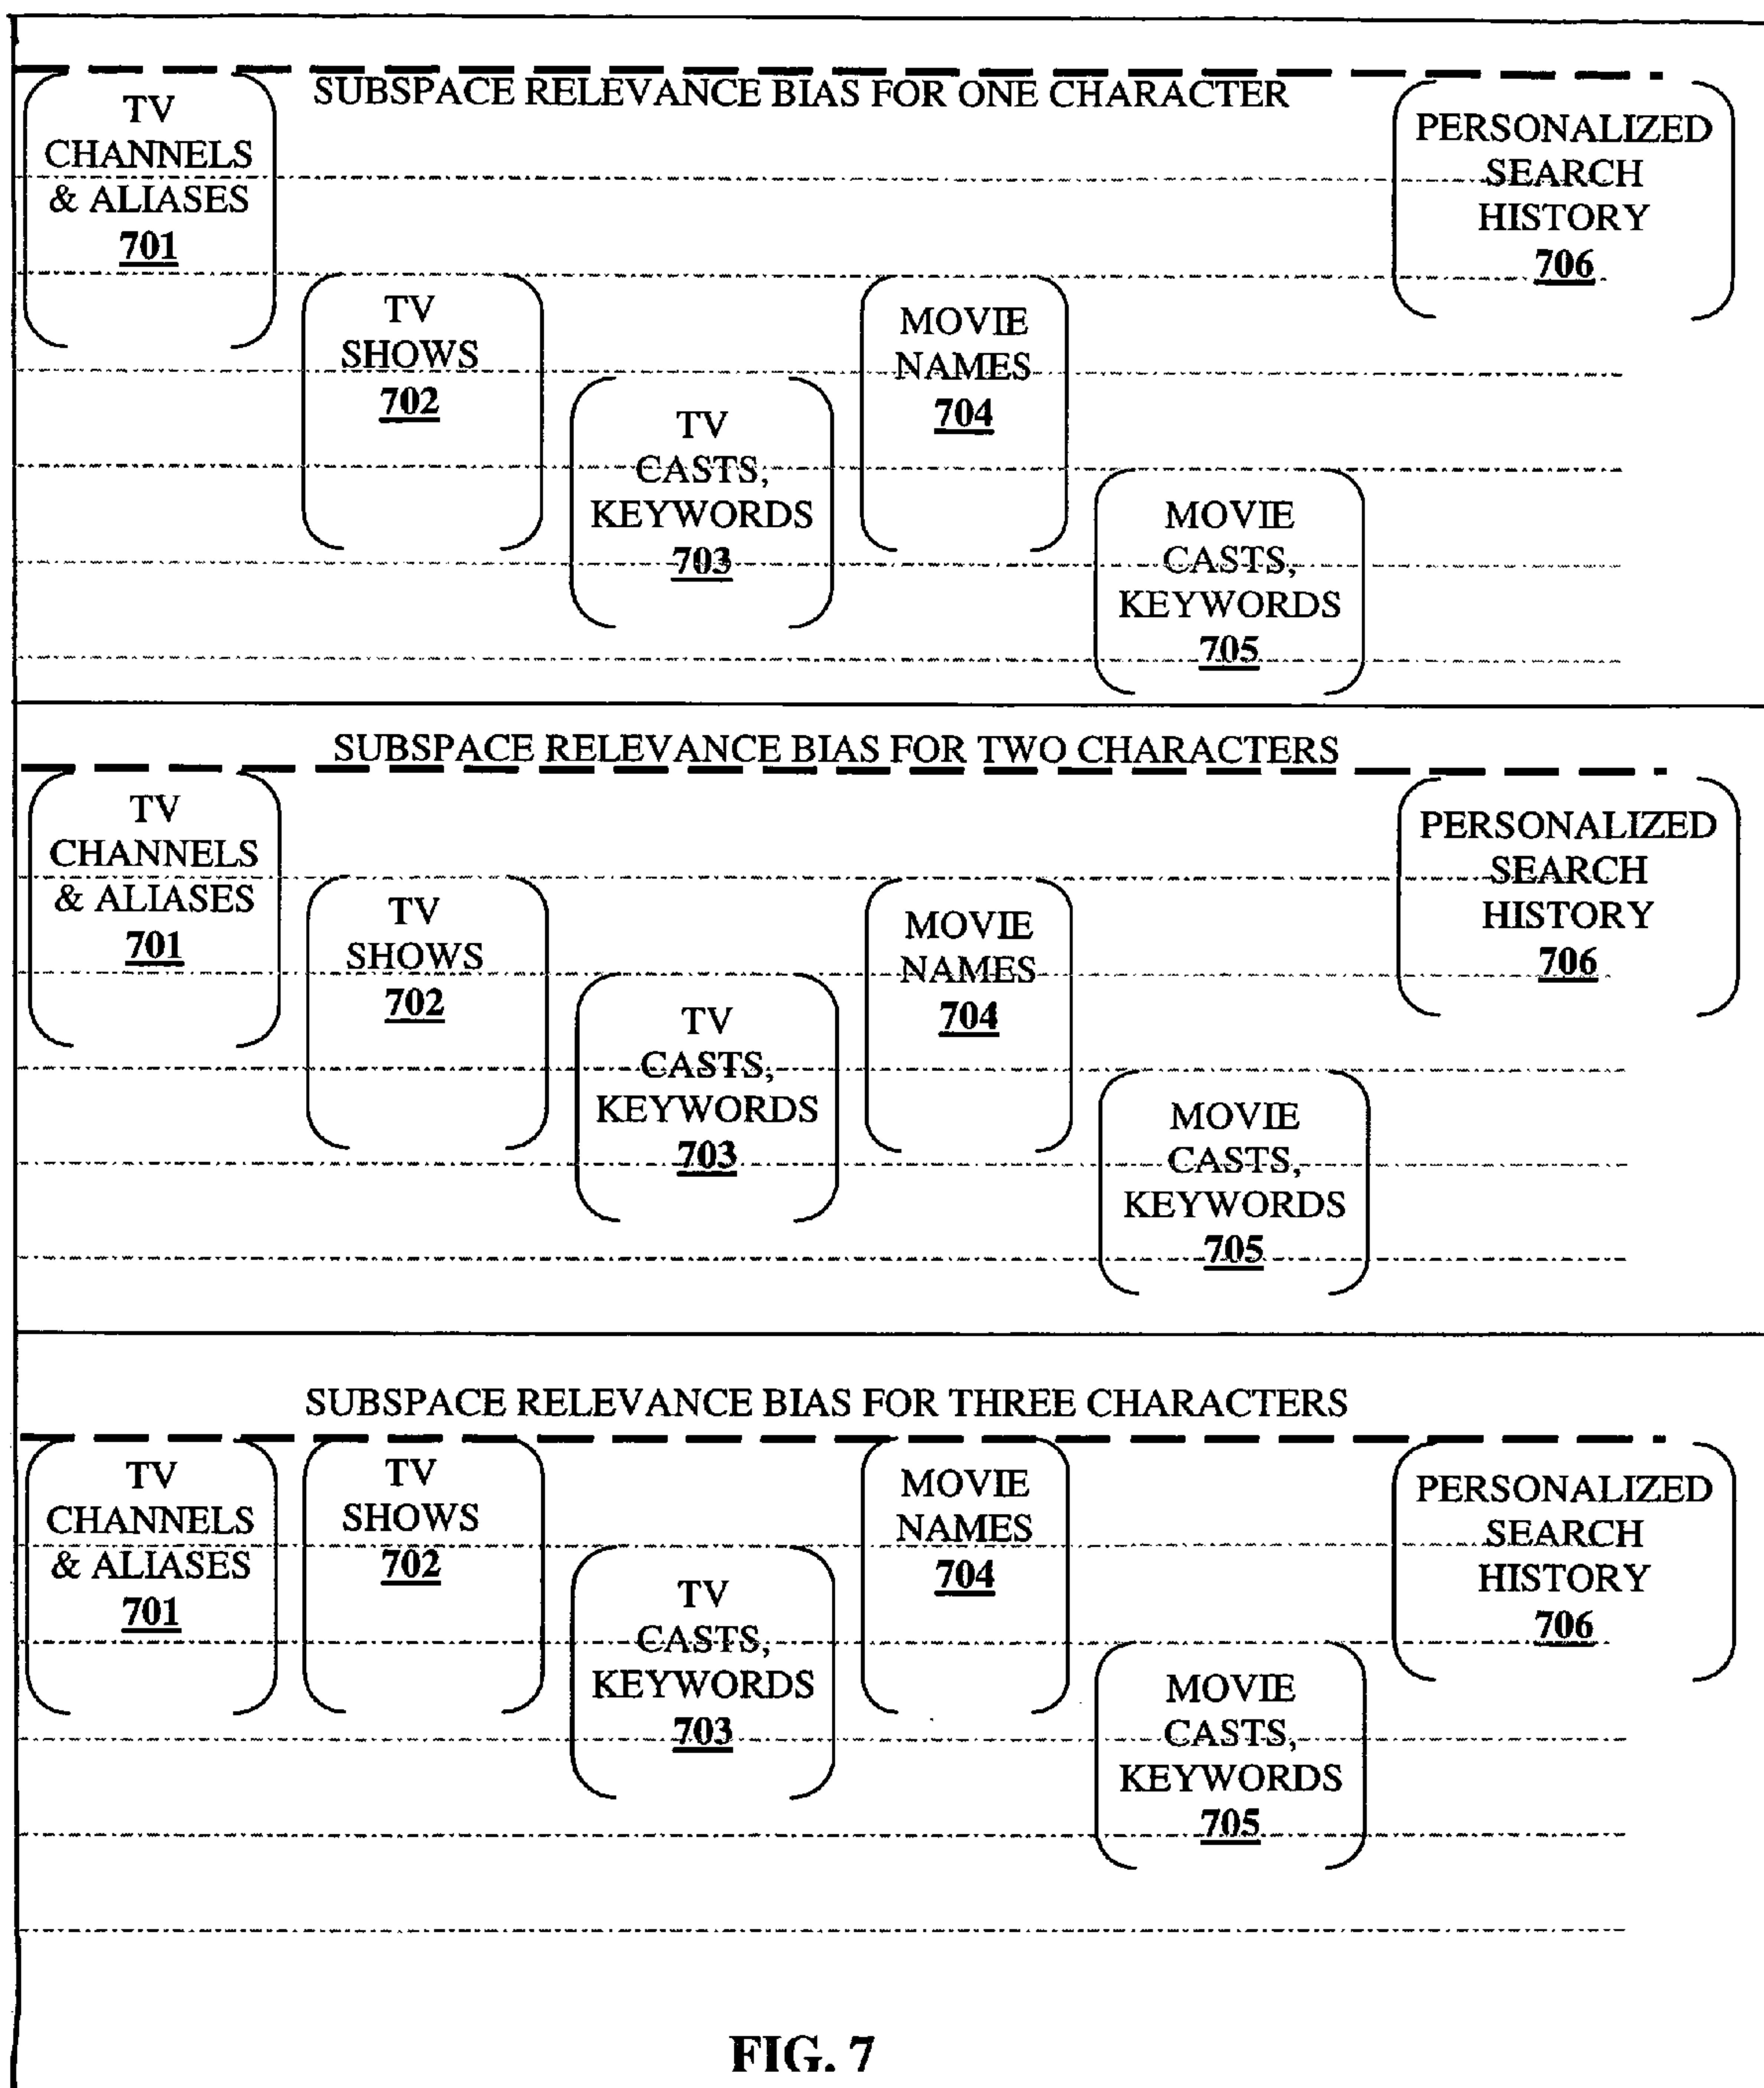 SUBSPACE RELEVANCE BIAS FOR ONE CHARACTER
TV
CHANNELS
& ALIASES
701
TV
SHOWS
702
TV
CASTS,
KEYWORDS
703
MOVIE
NAMES
704
MOVIE
CASTS,
KEYWORDS
705
PERSONALIZED
SEARCH
HISTORY
706
SUBSPACE RELEVANCE BIAS FOR TWO CHARACTERS
TV
CHANNELS
& ALIASES
701
TV
SHOWS
702
TV
CASTS,
KEYWORDS
703
MOVIE
NAMES
704
MOVIE
CASTS,
KEYWORDS
705
PERSONALIZED
SEARCH
HISTORY
706
SUBSPACE RELEVANCE BIAS FOR THREE CHARACTERS
TV
CHANNELS
& ALIASES
701
TV
SHOWS
702
TV
CASTS,
KEYWORDS
703
MOVIE
NAMES
704
MOVIE
CASTS,
KEYWORDS
705
PERSONALIZED
SEARCH
HISTORY
706
FIG. 7